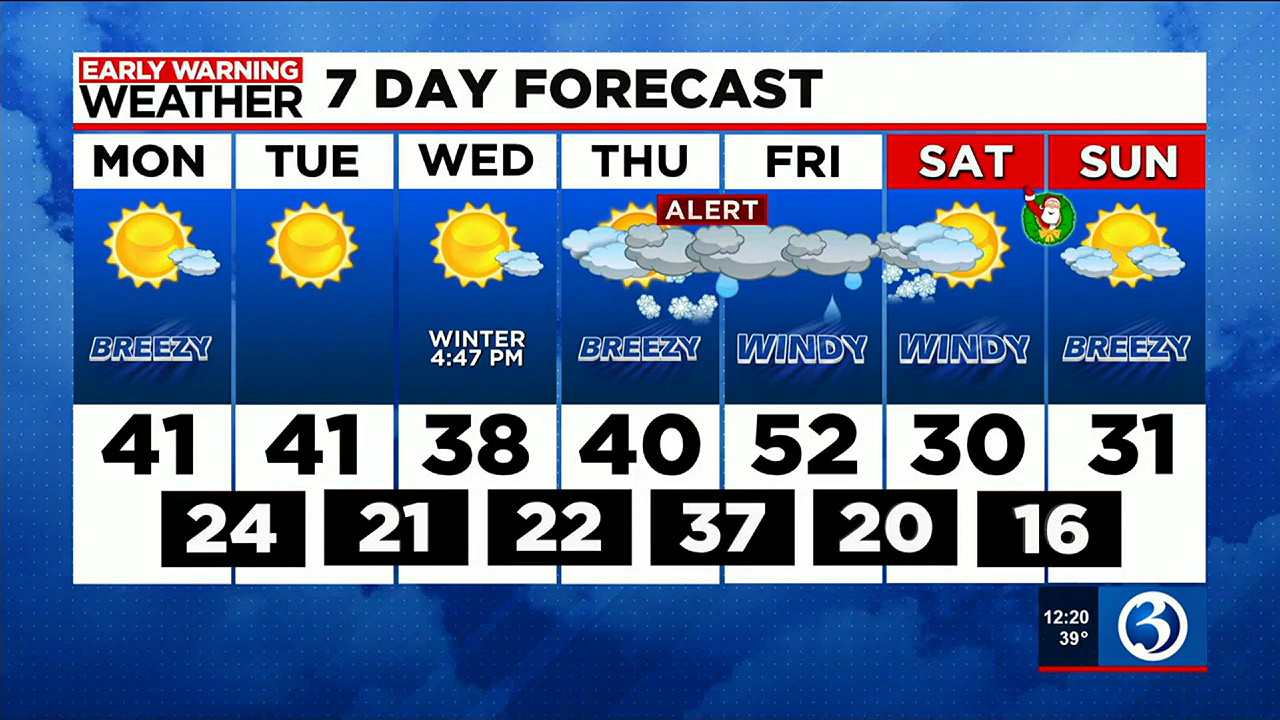 EARLY WARNING
WEATHER
7 DAY FORECAST
MON TUE WED THU FRI SAT SUN
ALERT
BREEZY WINTER 4:47 PM BREEZY WINDY WINDY BREEZY
41 41 38 40 52 30 31
24 21 22 37 20 16
12:20
39°
3